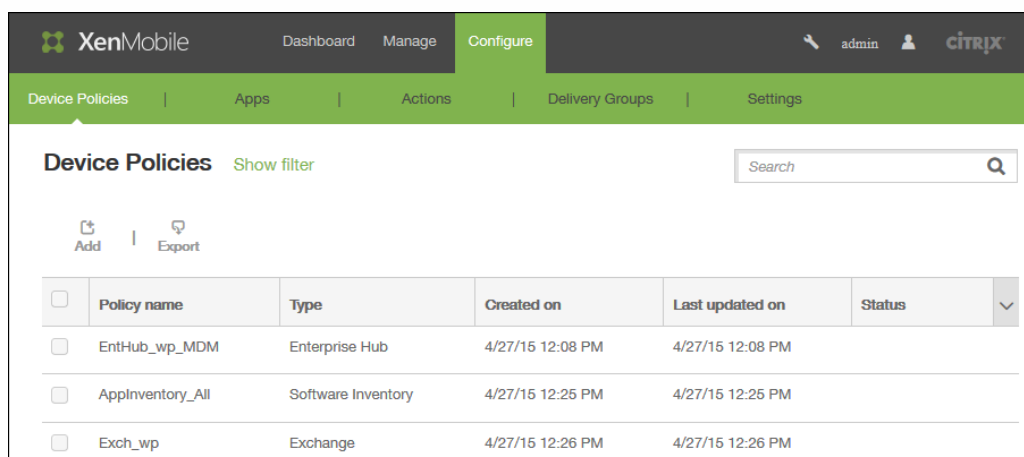 XenMobile Dashboard Manage Configure admin CİTRIX
Device Policies | Apps | Actions | Delivery Groups | Settings
Device Policies Show filter Search
Add | Export
Policy name Type Created on Last updated on Status
EntHub_wp_MDM Enterprise Hub 4/27/15 12:08 PM 4/27/15 12:08 PM
AppInventory_All Software Inventory 4/27/15 12:25 PM 4/27/15 12:25 PM
Exch_wp Exchange 4/27/15 12:26 PM 4/27/15 12:26 PM